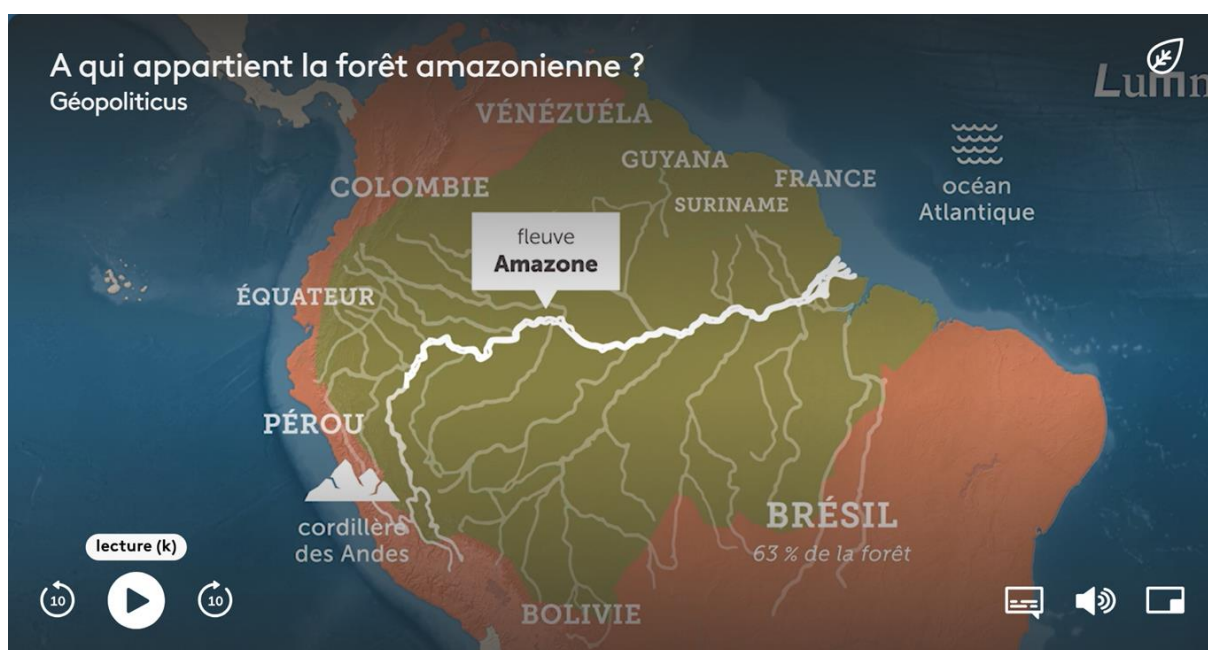 A qui appartient la forêt amazonienne ?
Géopoliticus
Lumn
VÉNÉZUÉLA
GUYANA
FRANCE
COLOMBIE
SURINAME
océan
Atlantique
fleuve
Amazone
ÉQUATEUR
PÉROU
cordillère
des Andes
BRÉSIL
63 % de la forêt
lecture (k)
10
10
BOLIVIE